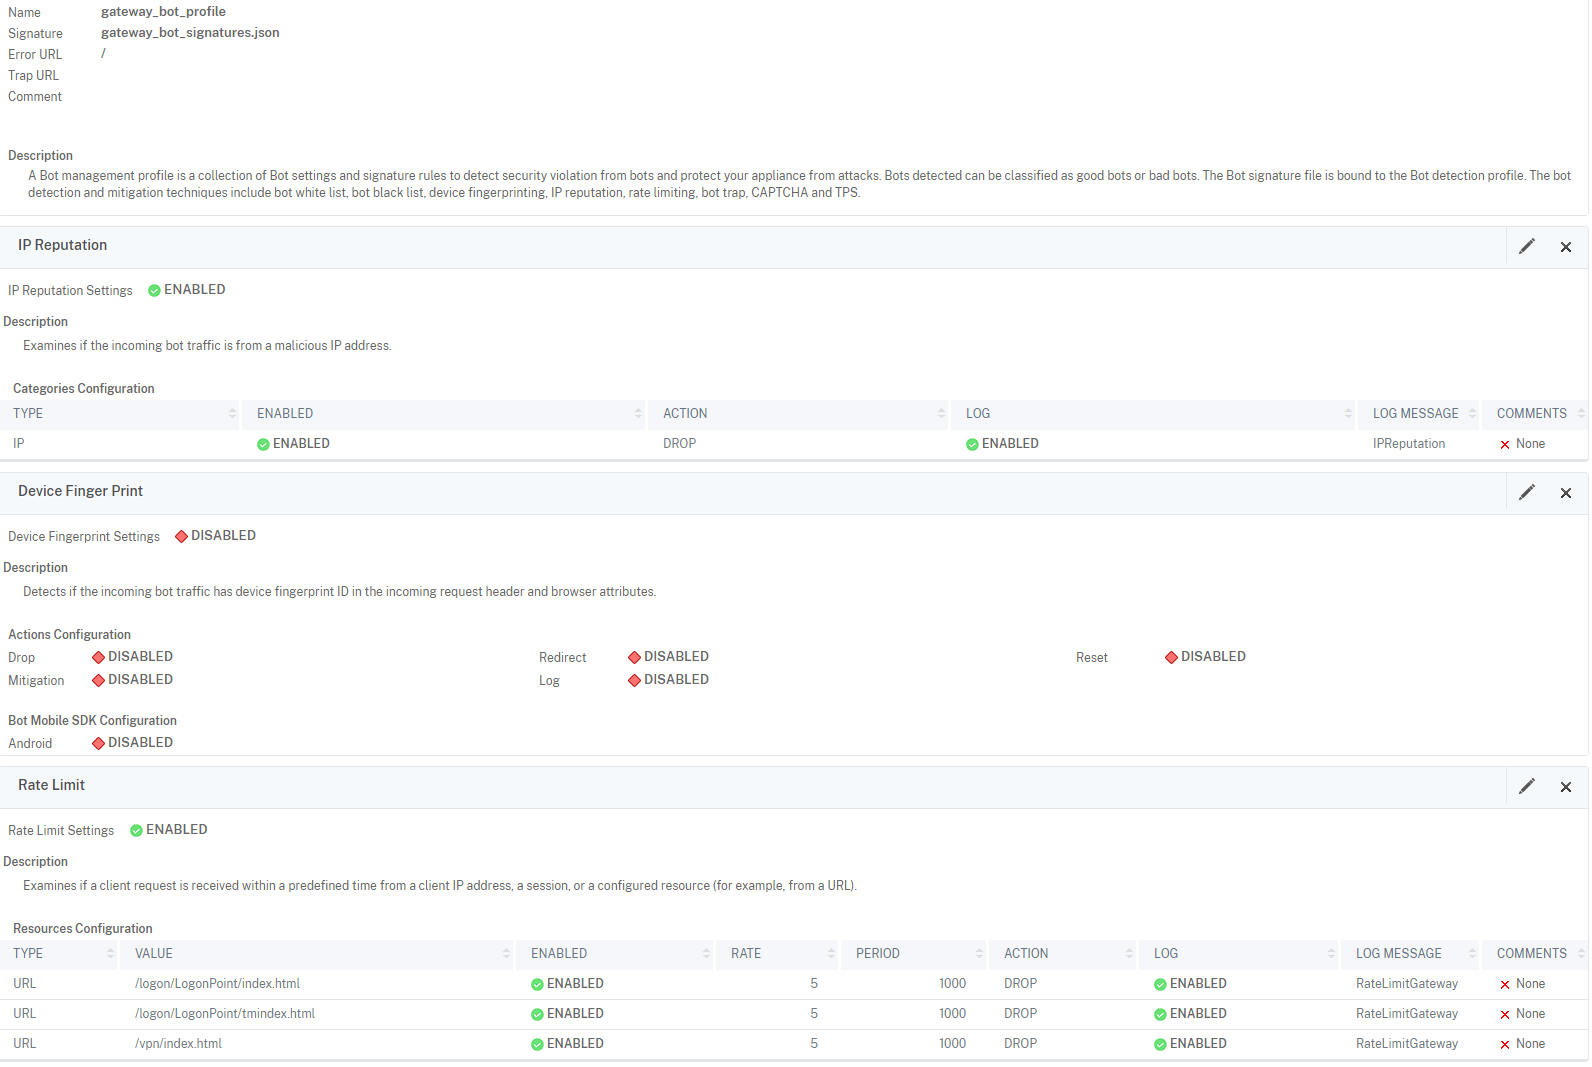 Name gateway_bot_profile
Signature gateway_bot_signatures.json
Error URL /
Trap URL
Comment
Description
A Bot management profile is a collection of Bot settings and signature rules to detect security violation from bots and protect your appliance from attacks. Bots detected can be classified as good bots or bad bots. The Bot signature file is bound to the Bot detection profile. The bot
detection and mitigation techniques include bot white list, bot black list, device fingerprinting, IP reputation, rate limiting, bot trap, CAPTCHA and TPS.
IP Reputation
IP Reputation Settings ENABLED
Description
Examines if the incoming bot traffic is from a malicious IP address.
Categories Configuration
TYPE ENABLED ACTION LOG LOG MESSAGE COMMENTS
IP ENABLED DROP ENABLED IPReputation None
Device Finger Print
Device Fingerprint Settings DISABLED
Description
Detects if the incoming bot traffic has device fingerprint ID in the incoming request header and browser attributes.
Actions Configuration
Drop DISABLED Redirect DISABLED Reset DISABLED
Mitigation DISABLED Log DISABLED
Bot Mobile SDK Configuration
Android DISABLED
Rate Limit
Rate Limit Settings ENABLED
Description
Examines if a client request is received within a predefined time from a client IP address, a session, or a configured resource (for example, from a URL).
Resources Configuration
TYPE VALUE ENABLED RATE PERIOD ACTION LOG LOG MESSAGE COMMENTS
URL /logon/LogonPoint/index.html ENABLED 5 1000 DROP ENABLED RateLimitGateway None
URL /logon/LogonPoint/tmindex.html ENABLED 5 1000 DROP ENABLED RateLimitGateway None
URL /vpn/index.html ENABLED 5 1000 DROP ENABLED RateLimitGateway None